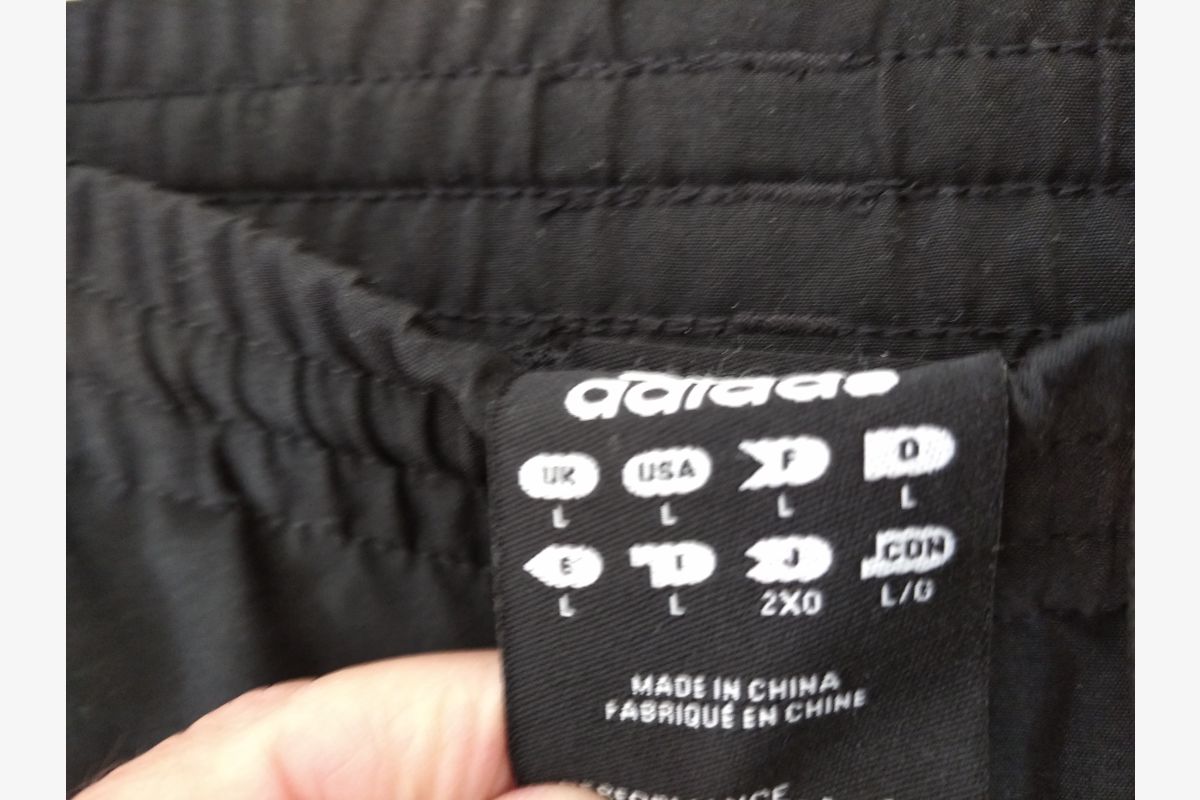 adidas
UK USA F D
L L L L
E I J CDN
L L 2XO L/G
MADE IN CHINA
FABRIQUÉ EN CHINE